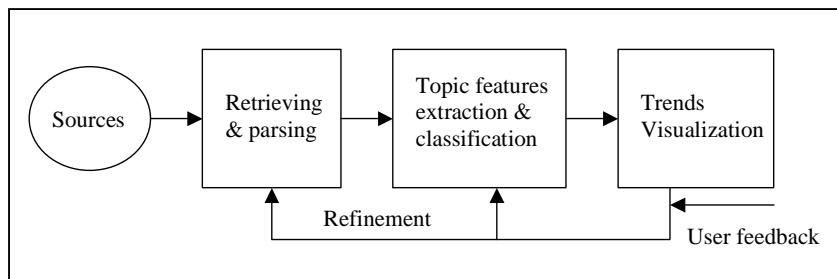 Sources
Retrieving
& parsing
Topic features
extraction &
classification
Trends
Visualization
Refinement
User feedback